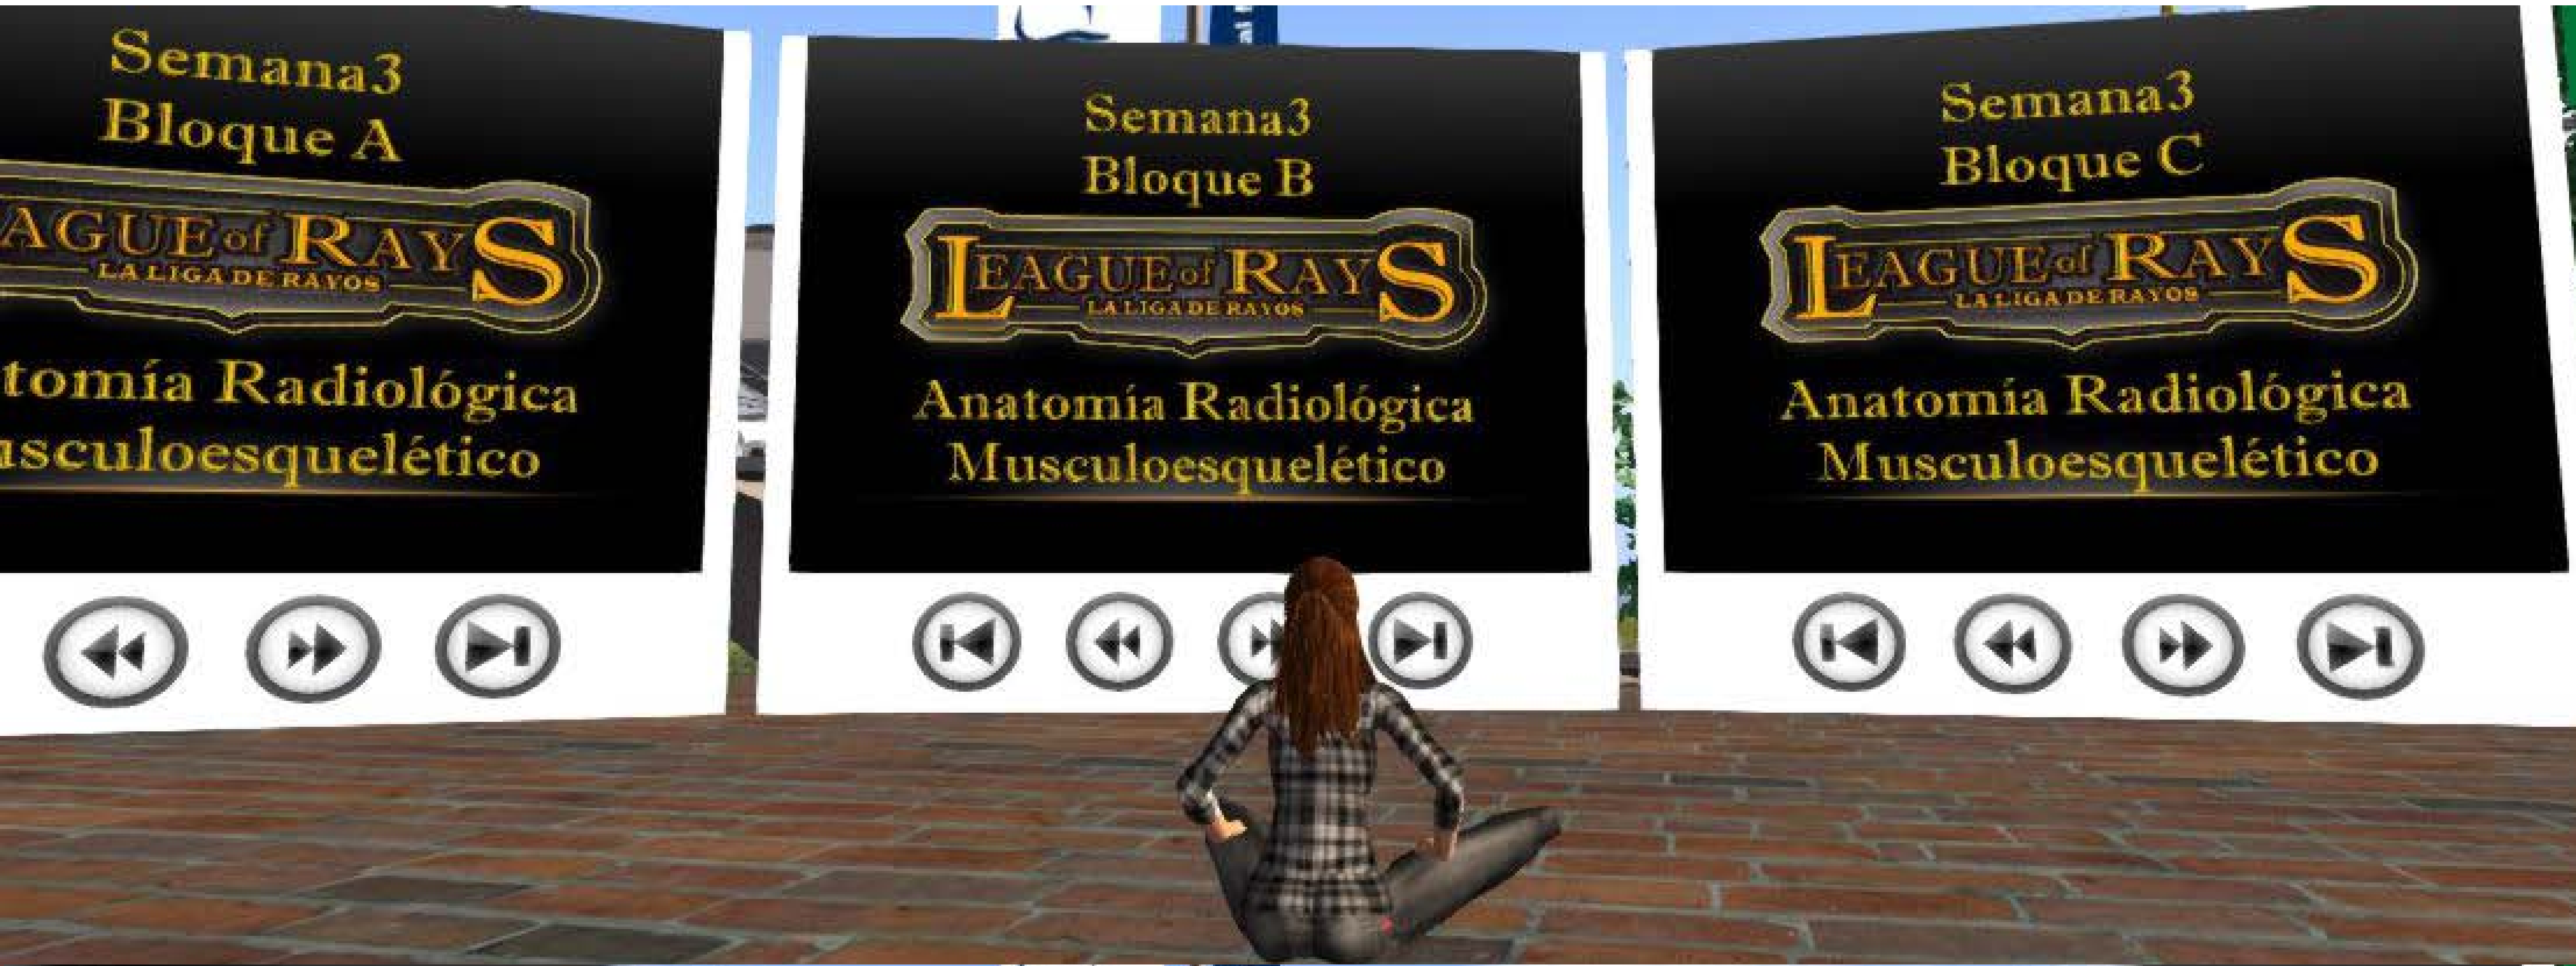 Semana3
Bloque A
AGUE of RAYS
LA LIGA DE RAYOS
tomía Radiológica
usculoesquelético
Semana3
Bloque B
LEAGUE of RAYS
LA LIGA DE RAYOS
Anatomía Radiológica
Musculoesquelético
Semana3
Bloque C
LEAGUE of RAYS
LA LIGA DE RAYOS
Anatomía Radiológica
Musculoesquelético